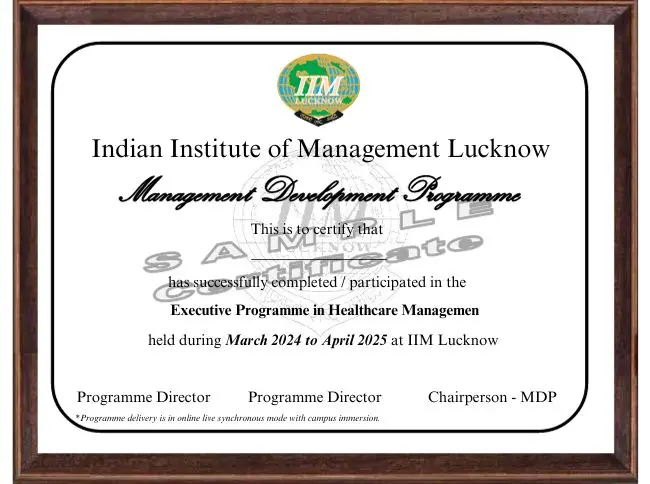 IIM
LUCKNOW
Indian Institute of Management Lucknow
Management Development Programme
This is to certify that
SAMPLE
Certificate
has successfully completed / participated in the
Executive Programme in Healthcare Managemen
held during March 2024 to April 2025 at IIM Lucknow
Programme Director Programme Director Chairperson - MDP
*Programme delivery is in online live synchronous mode with campus immersion.